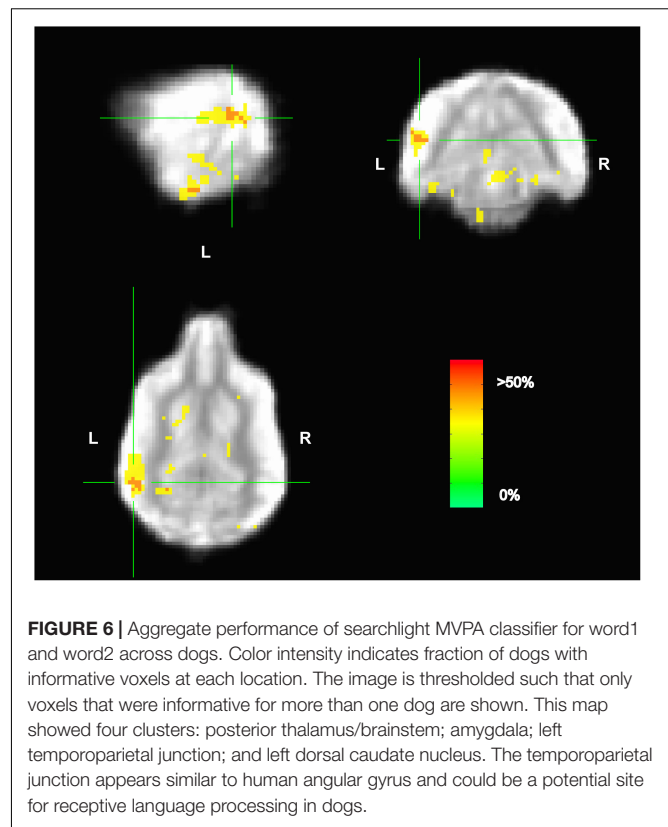 L
L
R
L
R
>50%
0%
FIGURE 6 | Aggregate performance of searchlight MVPA classifier for word1
and word2 across dogs. Color intensity indicates fraction of dogs with
informative voxels at each location. The image is thresholded such that only
voxels that were informative for more than one dog are shown. This map
showed four clusters: posterior thalamus/brainstem; amygdala; left
temporoparietal junction; and left dorsal caudate nucleus. The temporoparietal
junction appears similar to human angular gyrus and could be a potential site
for receptive language processing in dogs.